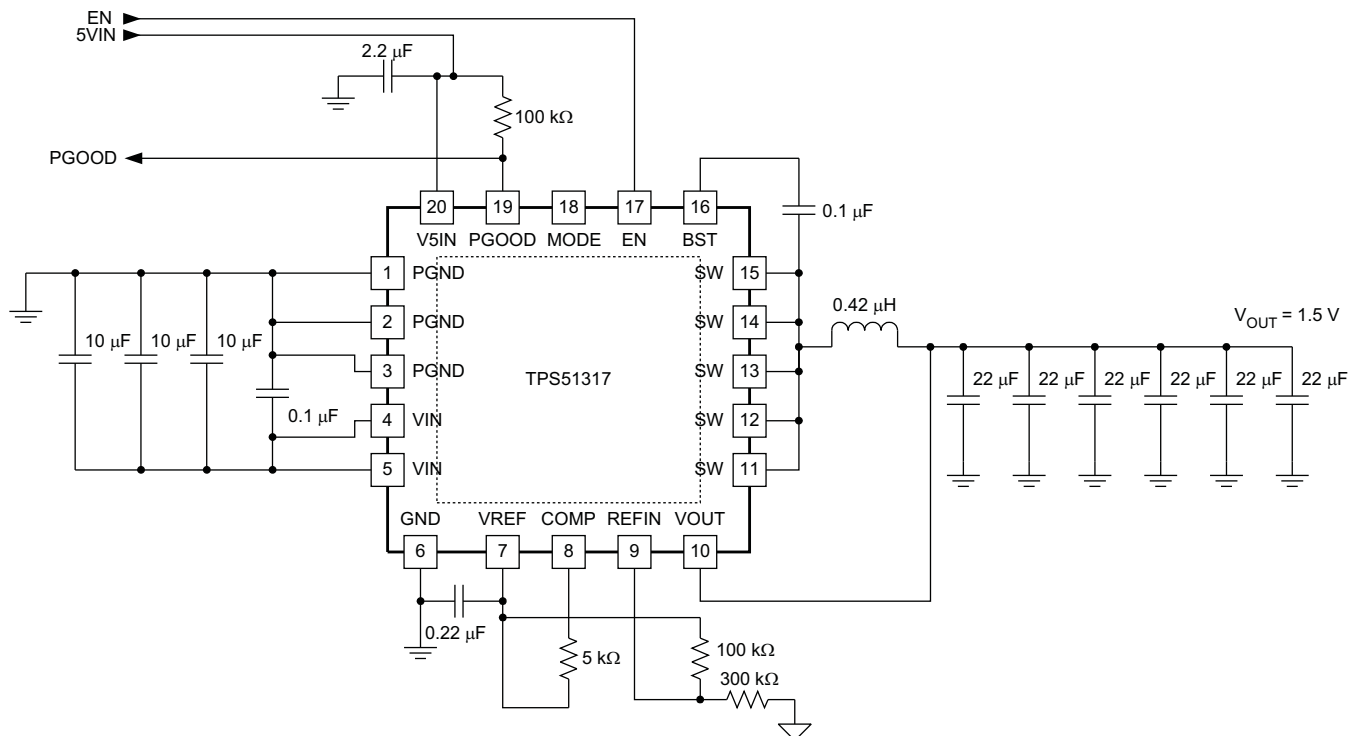 EN
5VIN
2.2 μF
100 kΩ
PGOOD
20 19 18 17 16
V5IN PGOOD MODE EN BST
0.1 μF
1 PGND
SW 15
0.42 μH
2 PGND
SW 14
VOUT = 1.5 V
10 μF 10 μF 10 μF
3 PGND
TPS51317
SW 13
22 μF 22 μF 22 μF 22 μF 22 μF 22 μF
0.1 μF
4 VIN
SW 12
5 VIN
SW 11
GND VREF COMP REFIN VOUT
6 7 8 9 10
0.22 μF
5 kΩ
100 kΩ
300 kΩ